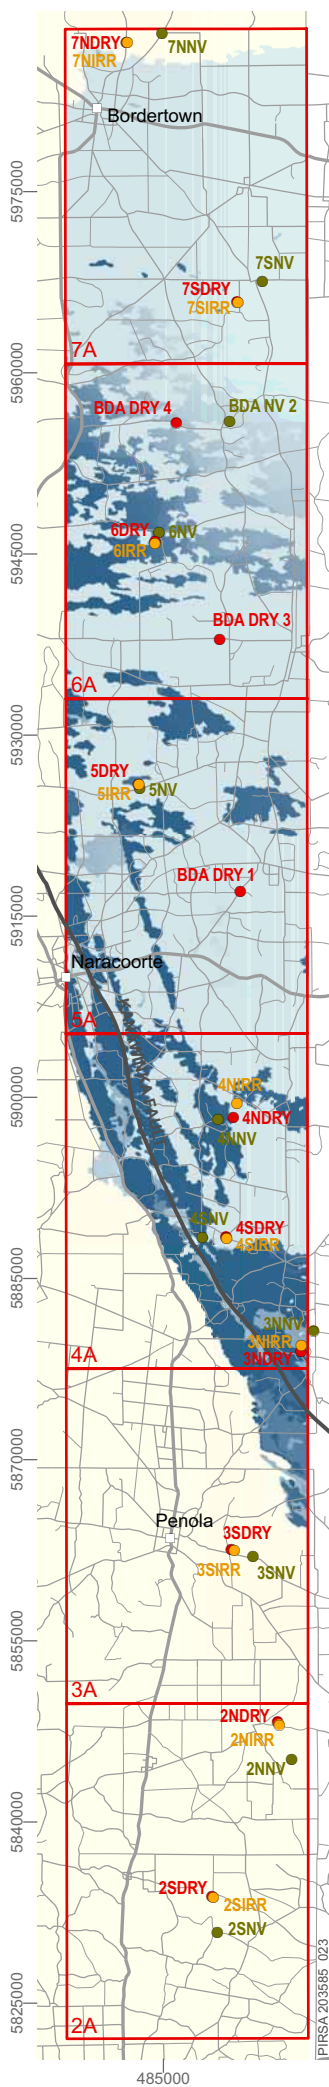 7NDRY
7NNV
7NIRR
Bordertown
5975000
7SNV
7SDRY
7SIRR
7A
5960000
BDA DRY 4
BDA NV 2
6DRY
6NV
6IRR
5945000
BDA DRY 3
6A
5930000
5DRY
5IRR
5NV
BDA DRY 1
5915000
Naracoorte
5A
KANAWINKA FAULT
4NIRR
5900000
4NDRY
4NNV
4SNV
4SDRY
4SIRR
5885000
3NNV
3NIRR
3NDRY
4A
5870000
Penola
3SDRY
3SIRR
3SNV
5855000
3A
2NDRY
2NIRR
2NNV
5840000
2SDRY
2SIRR
2SNV
5825000
2A
PIRSA 203585_023
485000